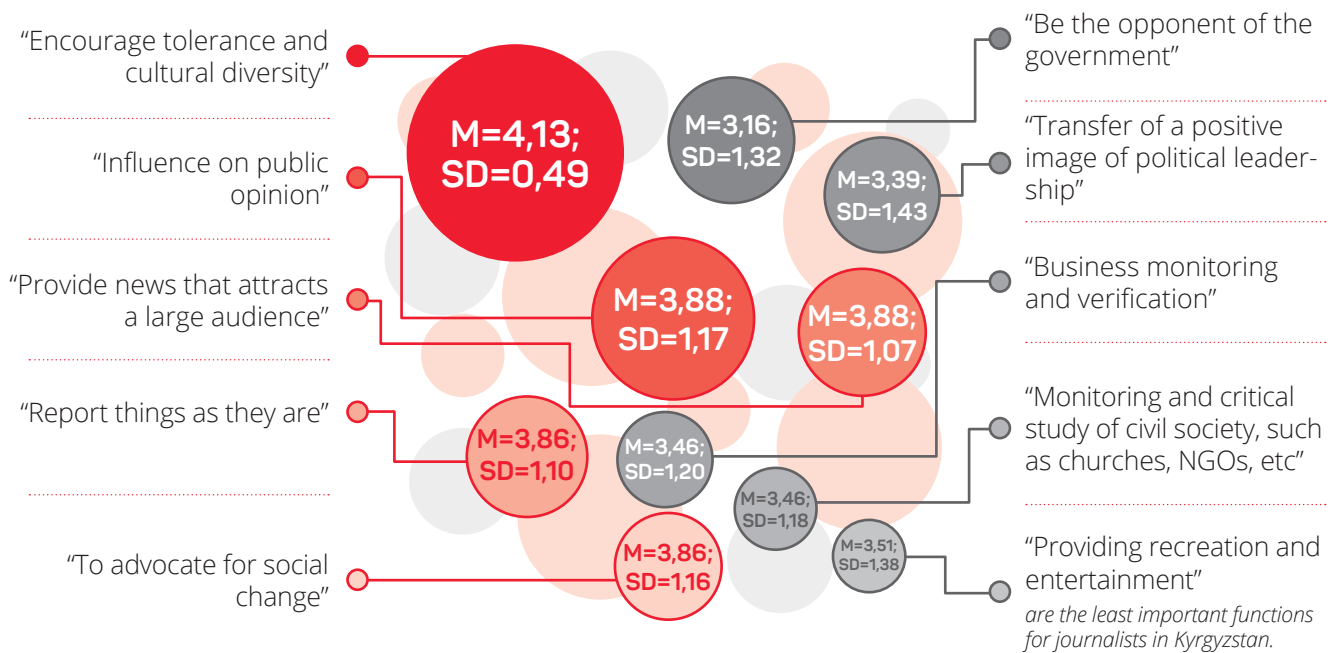 “Encourage tolerance and
cultural diversity”
“Influence on public
opinion”
“Provide news that attracts
a large audience”
“Report things as they are”
“To advocate for social
change”
M=4,13;
SD=0,49
M=3,16;
SD=1,32
M=3,39;
SD=1,43
M=3,88;
SD=1,17
M=3,88;
SD=1,07
M=3,86;
SD=1,10
M=3,46;
SD=1,20
M=3,46;
SD=1,18
M=3,86;
SD=1,16
M=3,51;
SD=1,38
“Be the opponent of the
government”
“Transfer of a positive
image of political leader-
ship”
“Business monitoring
and verification”
“Monitoring and critical
study of civil society, such
as churches, NGOs, etc”
“Providing recreation and
entertainment”
are the least important functions
for journalists in Kyrgyzstan.